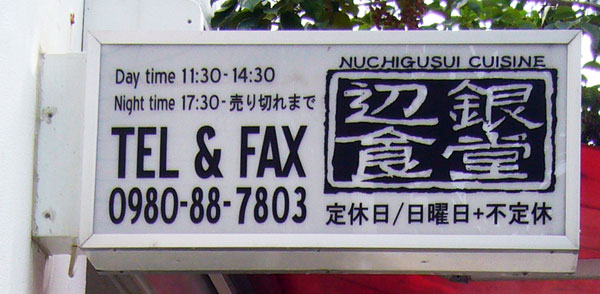 Day time 11:30-14:30
Night time 17:30-売り切れまで
TEL & FAX
0980-88-7803
NUCHIGUSUI CUISINE
辺銀
食堂
定休日/日曜日+不定休